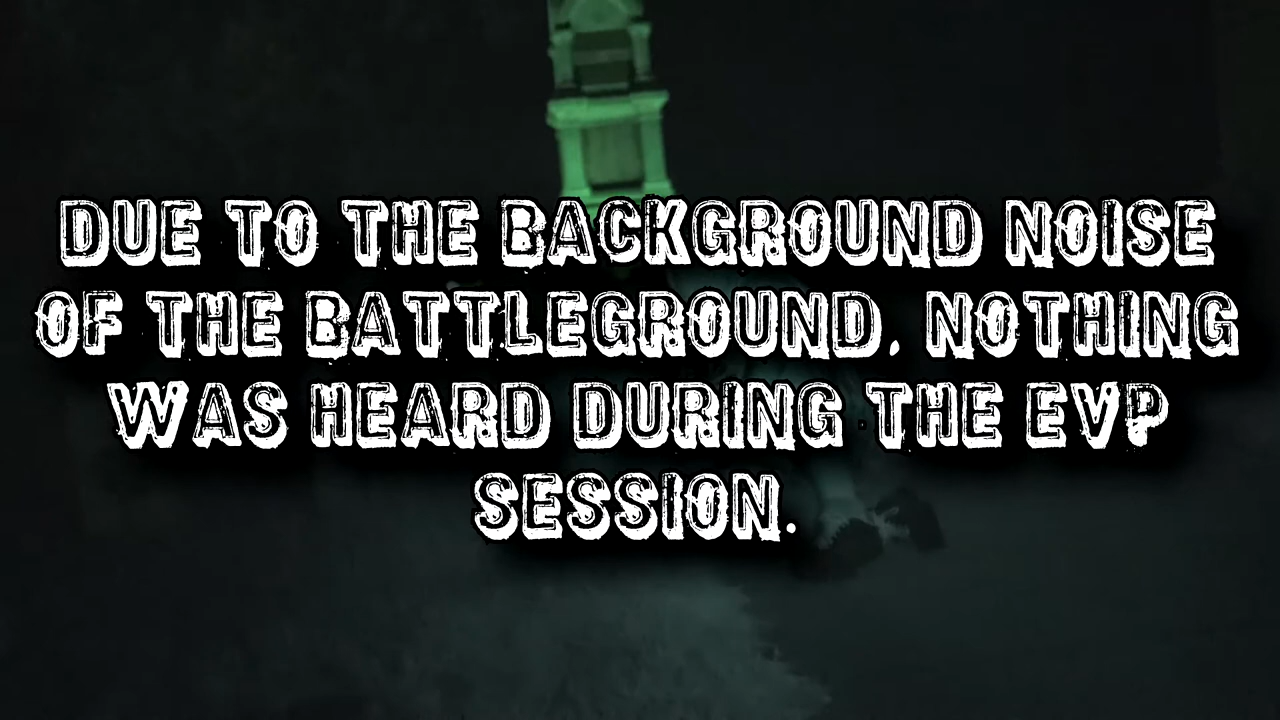 DUE TO THE BACKGROUND NOISE
OF THE BATTLEGROUND, NOTHING
WAS HEARD DURING THE EVP
SESSION.